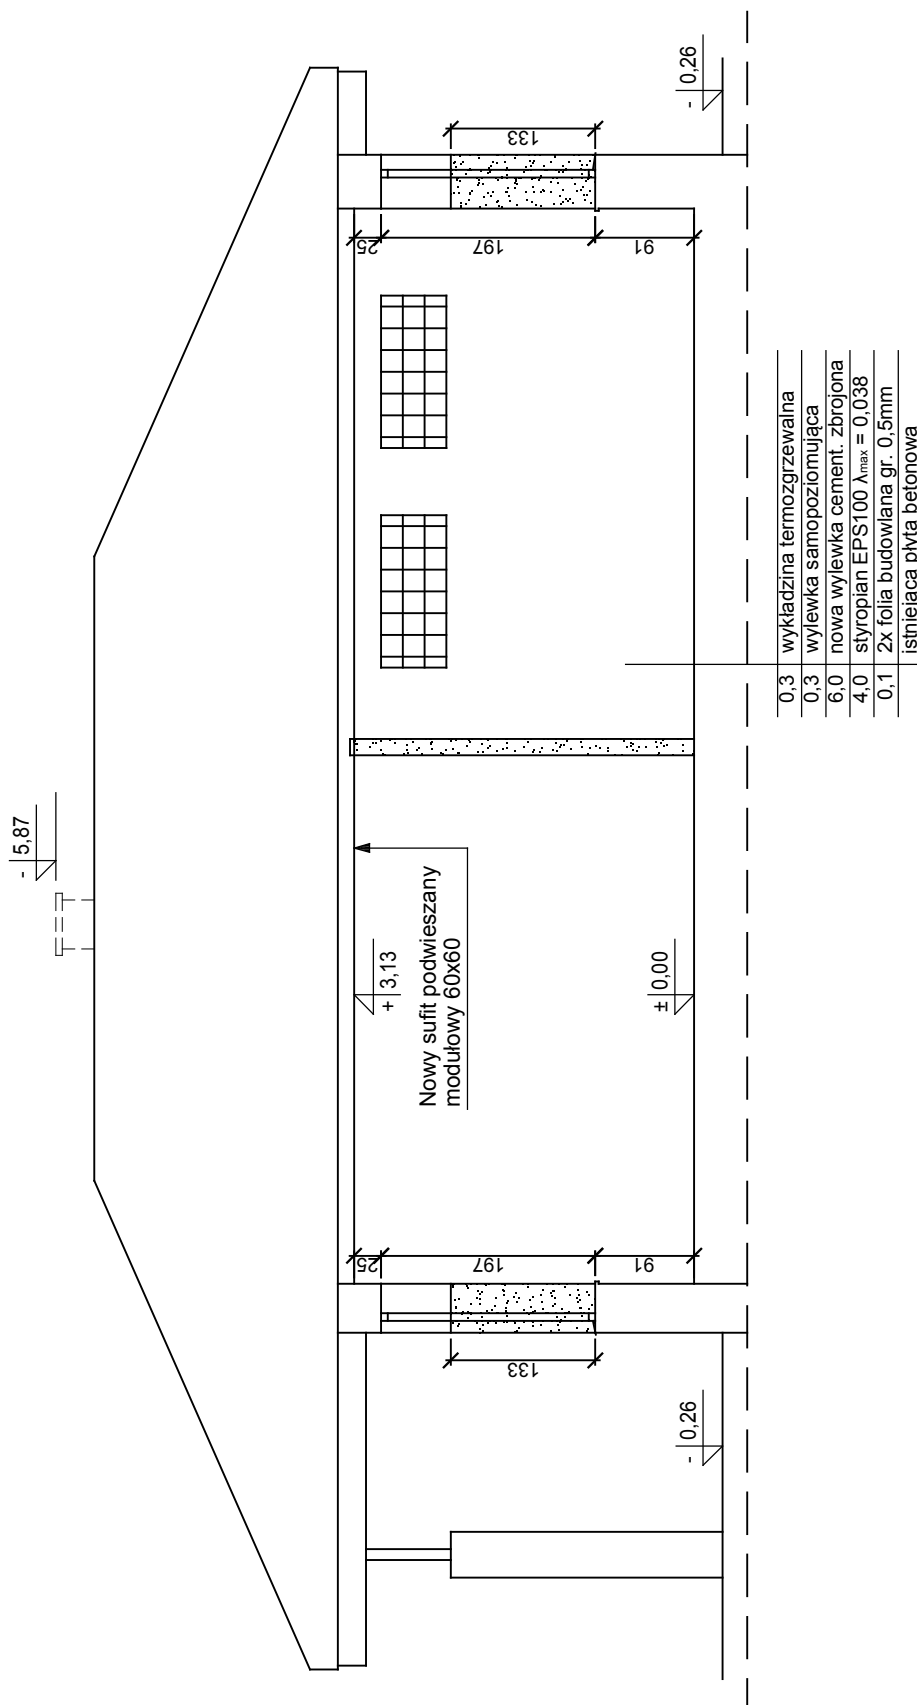 - 5,87
+ 3,13
Nowy sufit podwieszany
modułowy 60x60
± 0,00
- 0,26
- 0,26
25
197
91
133
25
197
91
133
0,3 wykładzina termozgrzewalna
0,3 wylewka samopoziomująca
6,0 nowa wylewka cement. zbrojona
4,0 styropian EPS100 λmax = 0,038
0,1 2x folia budowlana gr. 0,5mm
istniejąca płyta betonowa